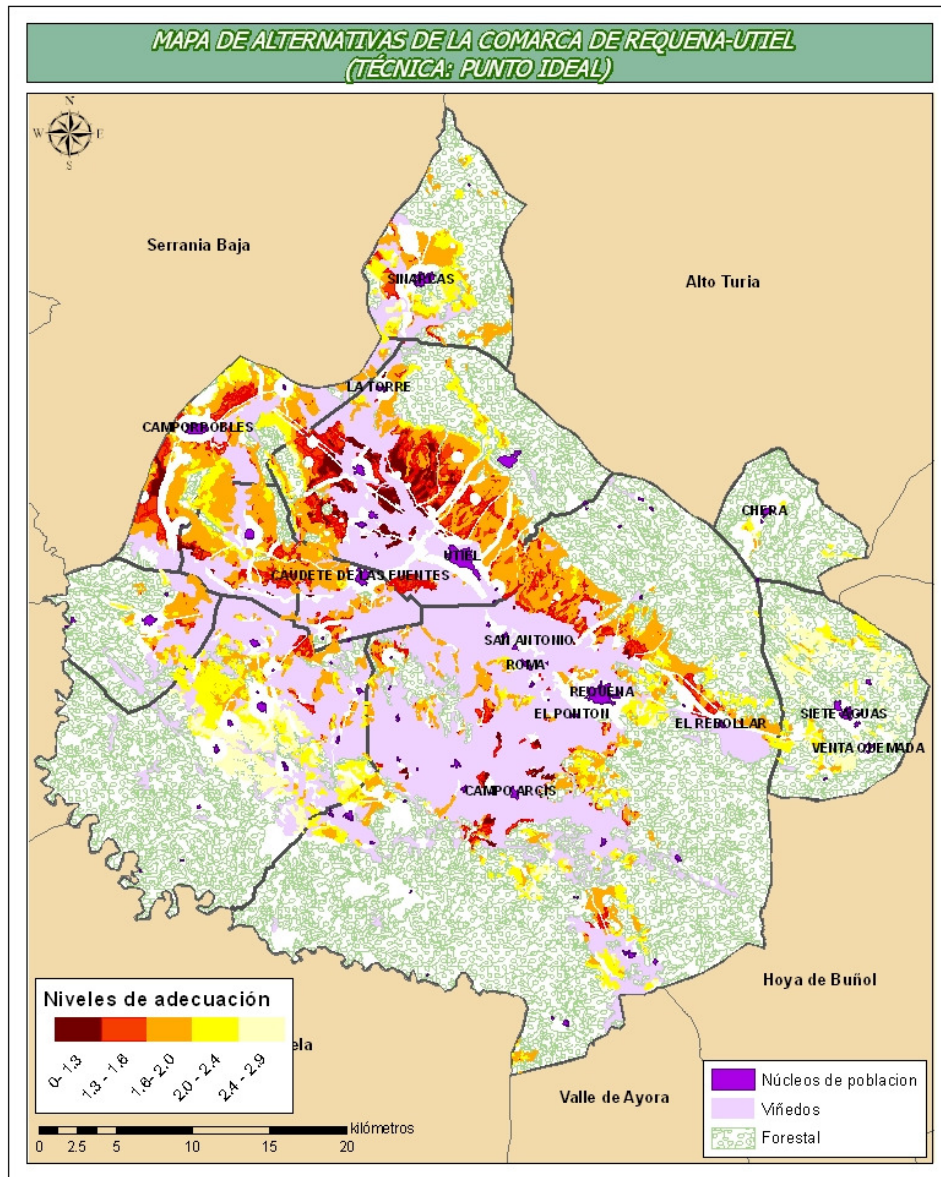 MAPA DE ALTERNATIVAS DE LA COMARCA DE REQUENA-UTIEL
(TÉCNICA: PUNTO IDEAL)
N
W E
S
Serrania Baja
Alto Turia
SINARCAS
LA TORRE
CAMPORROBLES
CHERA
UTIEL
CAUDETE DE LAS FUENTES
SAN ANTONIO
ROMA
REQUENA
EL PONTON
EL REBOLLAR
SIETE AGUAS
VENTA QUEMADA
CAMPO ARCIS
Hoya de Buñol
ela
Valle de Ayora
Niveles de adecuación
0 - 1.3
1.3 - 1.6
1.6 - 2.0
2.0 - 2.4
2.4 - 2.9
kilómetros
0 2.5 5 10 15 20
Núcleos de poblacion
Viñedos
Forestal